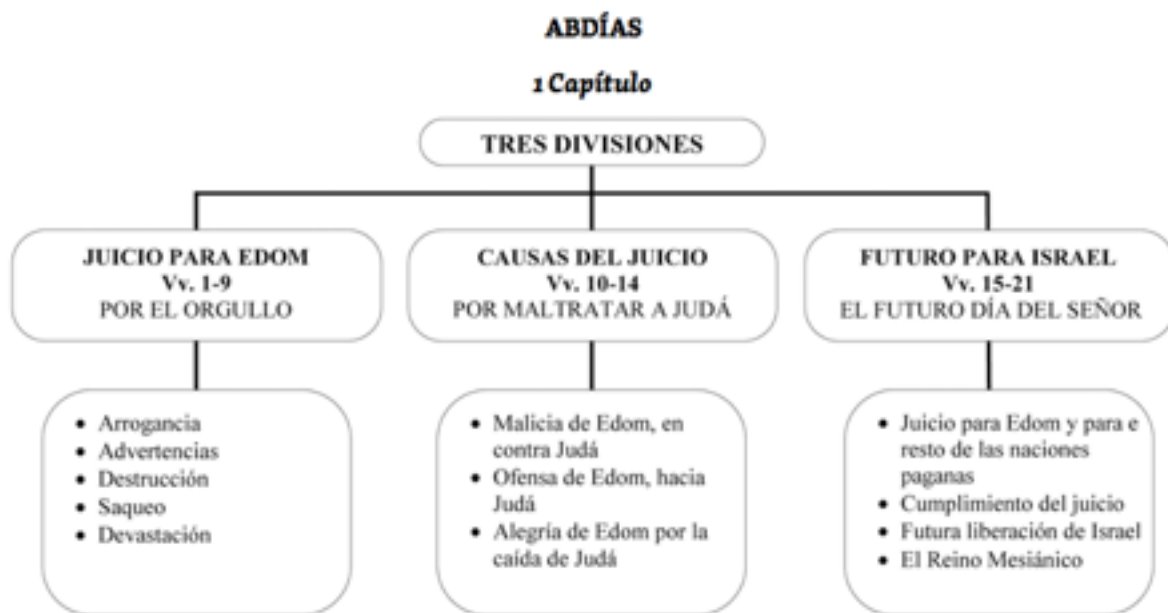 ABDÍAS
1 Capítulo
TRES DIVISIONES
JUICIO PARA EDOM
Vv. 1-9
POR EL ORGULLO
CAUSAS DEL JUICIO
Vv. 10-14
POR MALTRATAR A JUDÁ
FUTURO PARA ISRAEL
Vv. 15-21
EL FUTURO DÍA DEL SEÑOR
• Arrogancia
• Advertencias
• Destrucción
• Saqueo
• Devastación
• Malicia de Edom, en
contra Judá
• Ofensa de Edom, hacia
Judá
• Alegría de Edom por la
caída de Judá
• Juicio para Edom y para e
resto de las naciones
paganas
• Cumplimiento del juicio
• Futura liberación de Israel
• El Reino Mesiánico